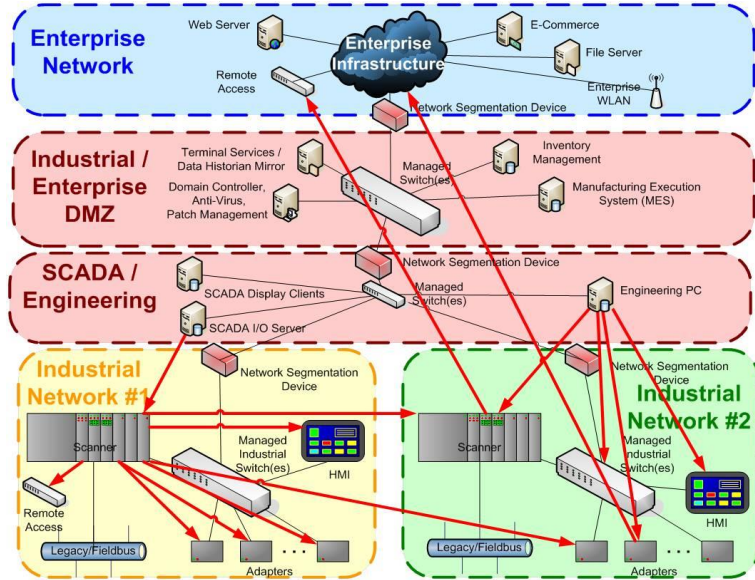 Enterprise
Network
Web Server
Enterprise
Infrastructure
E-Commerce
File Server
Remote
Access
Enterprise
WLAN
Network Segmentation Device
Industrial /
Enterprise
DMZ
Terminal Services /
Data Historian Mirror
Domain Controller,
Anti-Virus,
Patch Management
Managed
Switch(es)
Inventory
Management
Manufacturing Execution
System (MES)
SCADA /
Engineering
Network Segmentation Device
SCADA Display Clients
Managed
Switch(es)
Engineering PC
SCADA I/O Server
Industrial
Network #1
Network Segmentation
Device
Scanner
Managed
Industrial
Switch(es)
HMI
Remote
Access
Legacy/Fieldbus
Adapters
Network Segmentation
Device
Industrial
Network #2
Scanner
Managed
Industrial
Switch(es)
HMI
Legacy/Fieldbus
Adapters